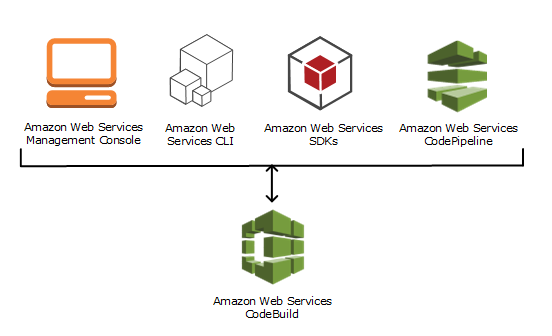 Amazon Web Services
Management Console
Amazon Web
Services CLI
Amazon Web Services
SDKs
Amazon Web Services
CodePipeline
Amazon Web Services
CodeBuild